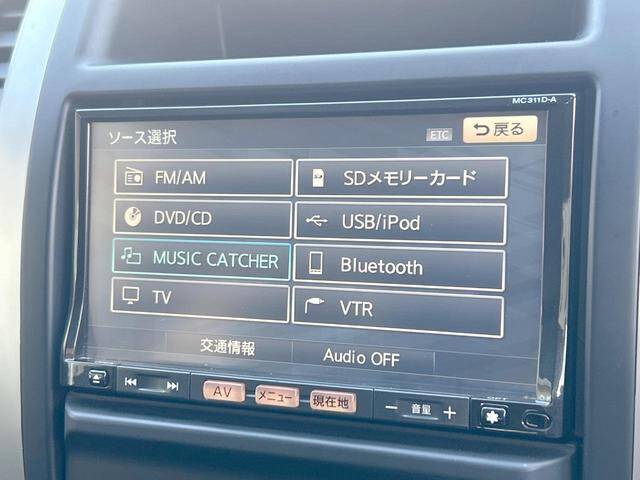 MC311D-A
ソース選択
ETC
戻る
FM/AM
SDメモリーカード
DVD/CD
USB/iPod
MUSIC CATCHER
Bluetooth
TV
VTR
交通情報
Audio OFF
AV
メニュー
現在地
音量